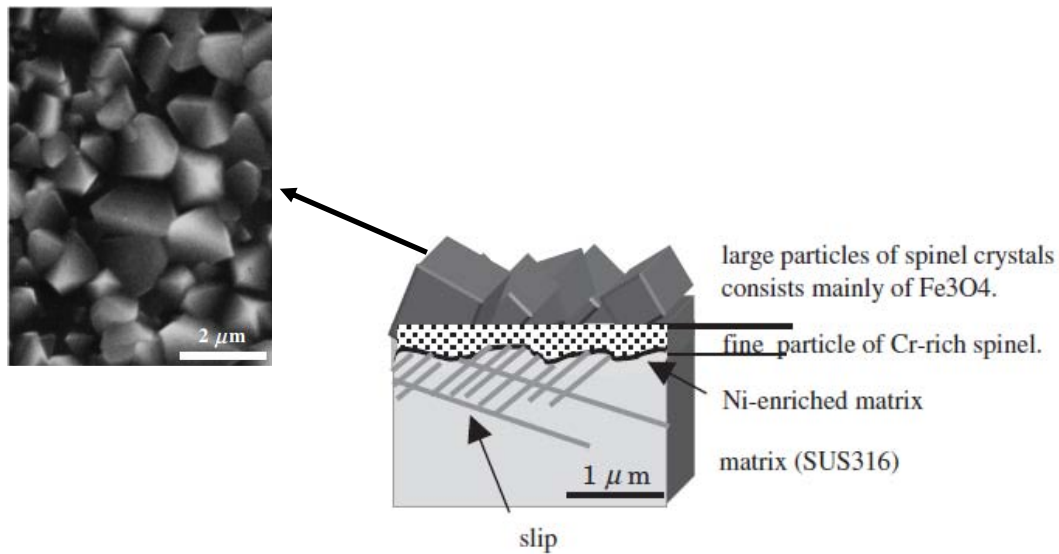 2 μm
large particles of spinel crystals
consists mainly of Fe3O4.
fine particle of Cr-rich spinel.
Ni-enriched matrix
matrix (SUS316)
1 μ m
slip